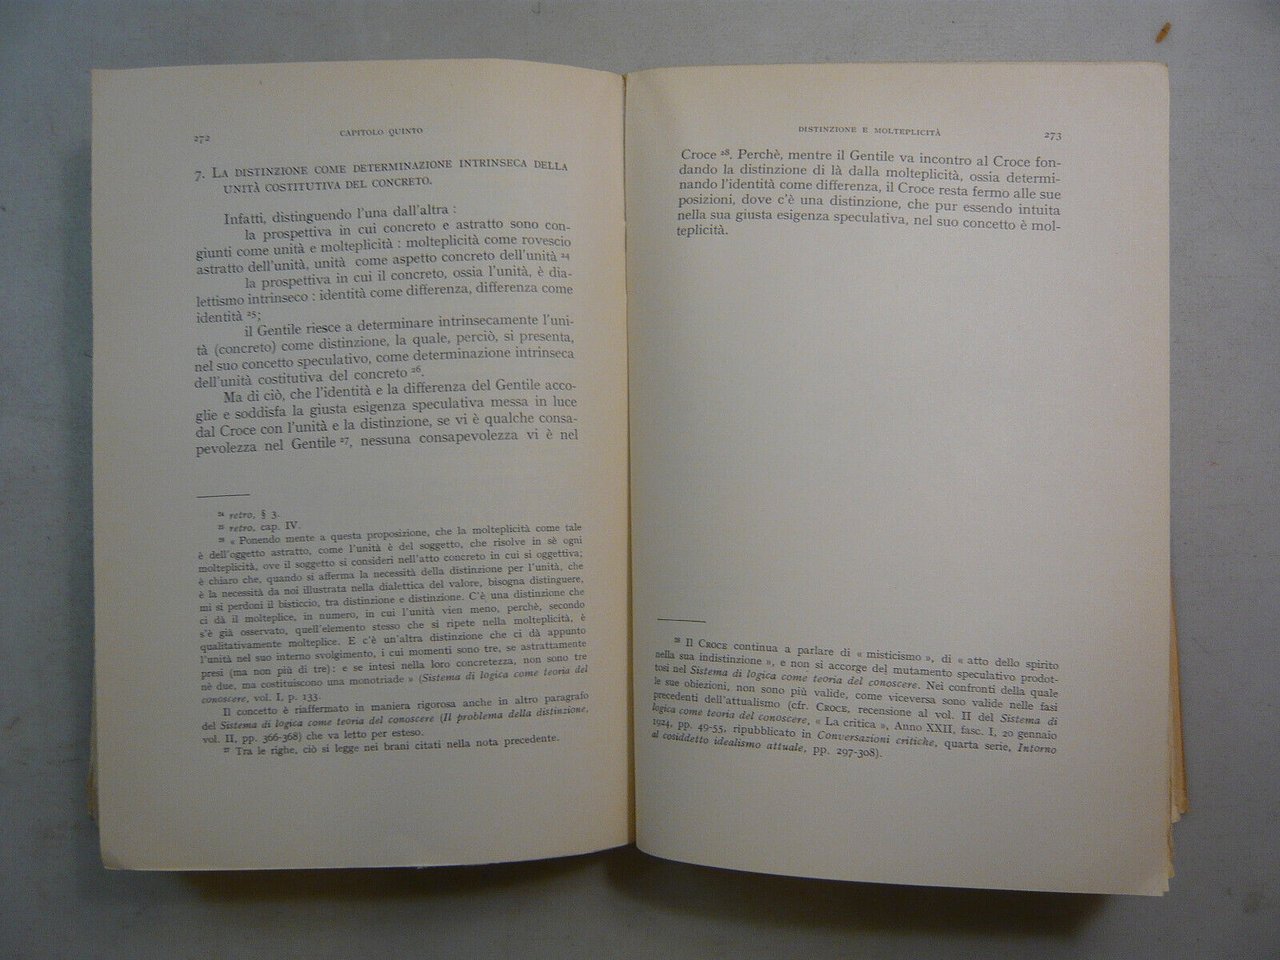 272
CAPITOLO QUINTO
7. LA DISTINZIONE COME DETERMINAZIONE INTRINSECA DELLA
UNITÀ COSTITUTIVA DEL CONCRETO.
Infatti, distinguendo l'una dall'altra :
la prospettiva in cui concreto e astratto sono con-
giunti come unità e molteplicità : molteplicità come rovescio
astratto dell'unità, unità come aspetto concreto dell'unità 24
la prospettiva in cui il concreto, ossia l'unità, è dia-
lettismo intrinseco : identità come differenza, differenza come
identità 25;
il Gentile riesce a determinare intrinsecamente l'uni-
tà (concreto) come distinzione, la quale, perciò, si presenta,
nel suo concetto speculativo, come determinazione intrinseca
dell'unità costitutiva del concreto 26.
Ma di ciò, che l'identità e la differenza del Gentile acco-
glie e soddisfa la giusta esigenza speculativa messa in luce
dal Croce con l'unità e la distinzione, se vi è qualche consa-
pevolezza nel Gentile 27, nessuna consapevolezza vi è nel
24 retro, § 3.
25 retro, cap. IV.
26 « Ponendo mente a questa proposizione, che la molteplicità come tale
è dell'oggetto astratto, come l'unità è del soggetto, che risolve in sè ogni
molteplicità, ove il soggetto si consideri nell'atto concreto in cui si oggettiva;
è chiaro che, quando si afferma la necessità della distinzione per l'unità, che
è la necessità da noi illustrata nella dialettica del valore, bisogna distinguere,
mi si perdoni il bisticcio, tra distinzione e distinzione. C'è una distinzione che
ci dà il molteplice, in numero, in cui l'unità vien meno, perchè, secondo
s'è già osservato, quell'elemento stesso che si ripete nella molteplicità, è
qualitativamente molteplice. E c'è un'altra distinzione che ci dà appunto
l'unità nel suo interno svolgimento, i cui momenti sono tre, se astrattamente
presi (ma non più di tre) : e se intesi nella loro concretezza, non sono tre
nè due, ma costituiscono una monotriade » (Sistema di logica come teoria del
conoscere, vol. I, p. 133.
Il concetto è riaffermato in maniera rigorosa anche in altro paragrafo
del Sistema di logica come teoria del conoscere (Il problema della distinzione,
vol. II, pp. 366-368) che va letto per esteso.
27 Tra le righe, ciò si legge nei brani citati nella nota precedente.
DISTINZIONE E MOLTEPLICITÀ
273
Croce 28. Perchè, mentre il Gentile va incontro al Croce fon-
dando la distinzione di là dalla molteplicità, ossia determi-
nando l'identità come differenza, il Croce resta fermo alle sue
posizioni, dove c'è una distinzione, che pur essendo intuita
nella sua giusta esigenza speculativa, nel suo concetto è mol-
teplicità.
28 Il CROCE continua a parlare di « misticismo », di « atto dello spirito
nella sua indistinzione », e non si accorge del mutamento speculativo prodot-
tosi nel Sistema di logica come teoria del conoscere. Nei confronti della quale
le sue obiezioni, non sono più valide, come viceversa sono valide nelle fasi
precedenti dell'attualismo (cfr. CROCE, recensione al vol. II del Sistema di
logica come teoria del conoscere, « La critica », Anno XXII, fasc. I, 20 gennaio
1924, pp. 49-55, ripubblicato in Conversazioni critiche, quarta serie, Intorno
al cosiddetto idealismo attuale, pp. 297-308).